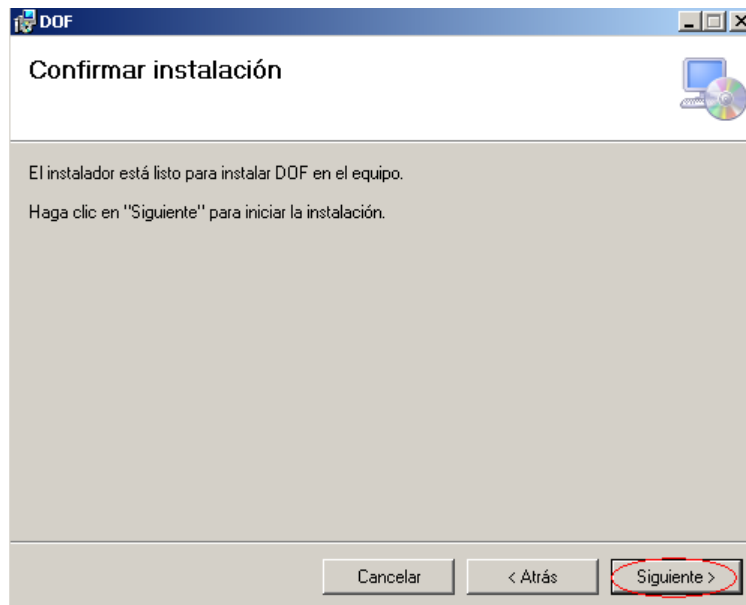 DOF
Confirmar instalación
El instalador está listo para instalar DOF en el equipo.
Haga clic en "Siguiente" para iniciar la instalación.
Cancelar
< Atrás
Siguiente >